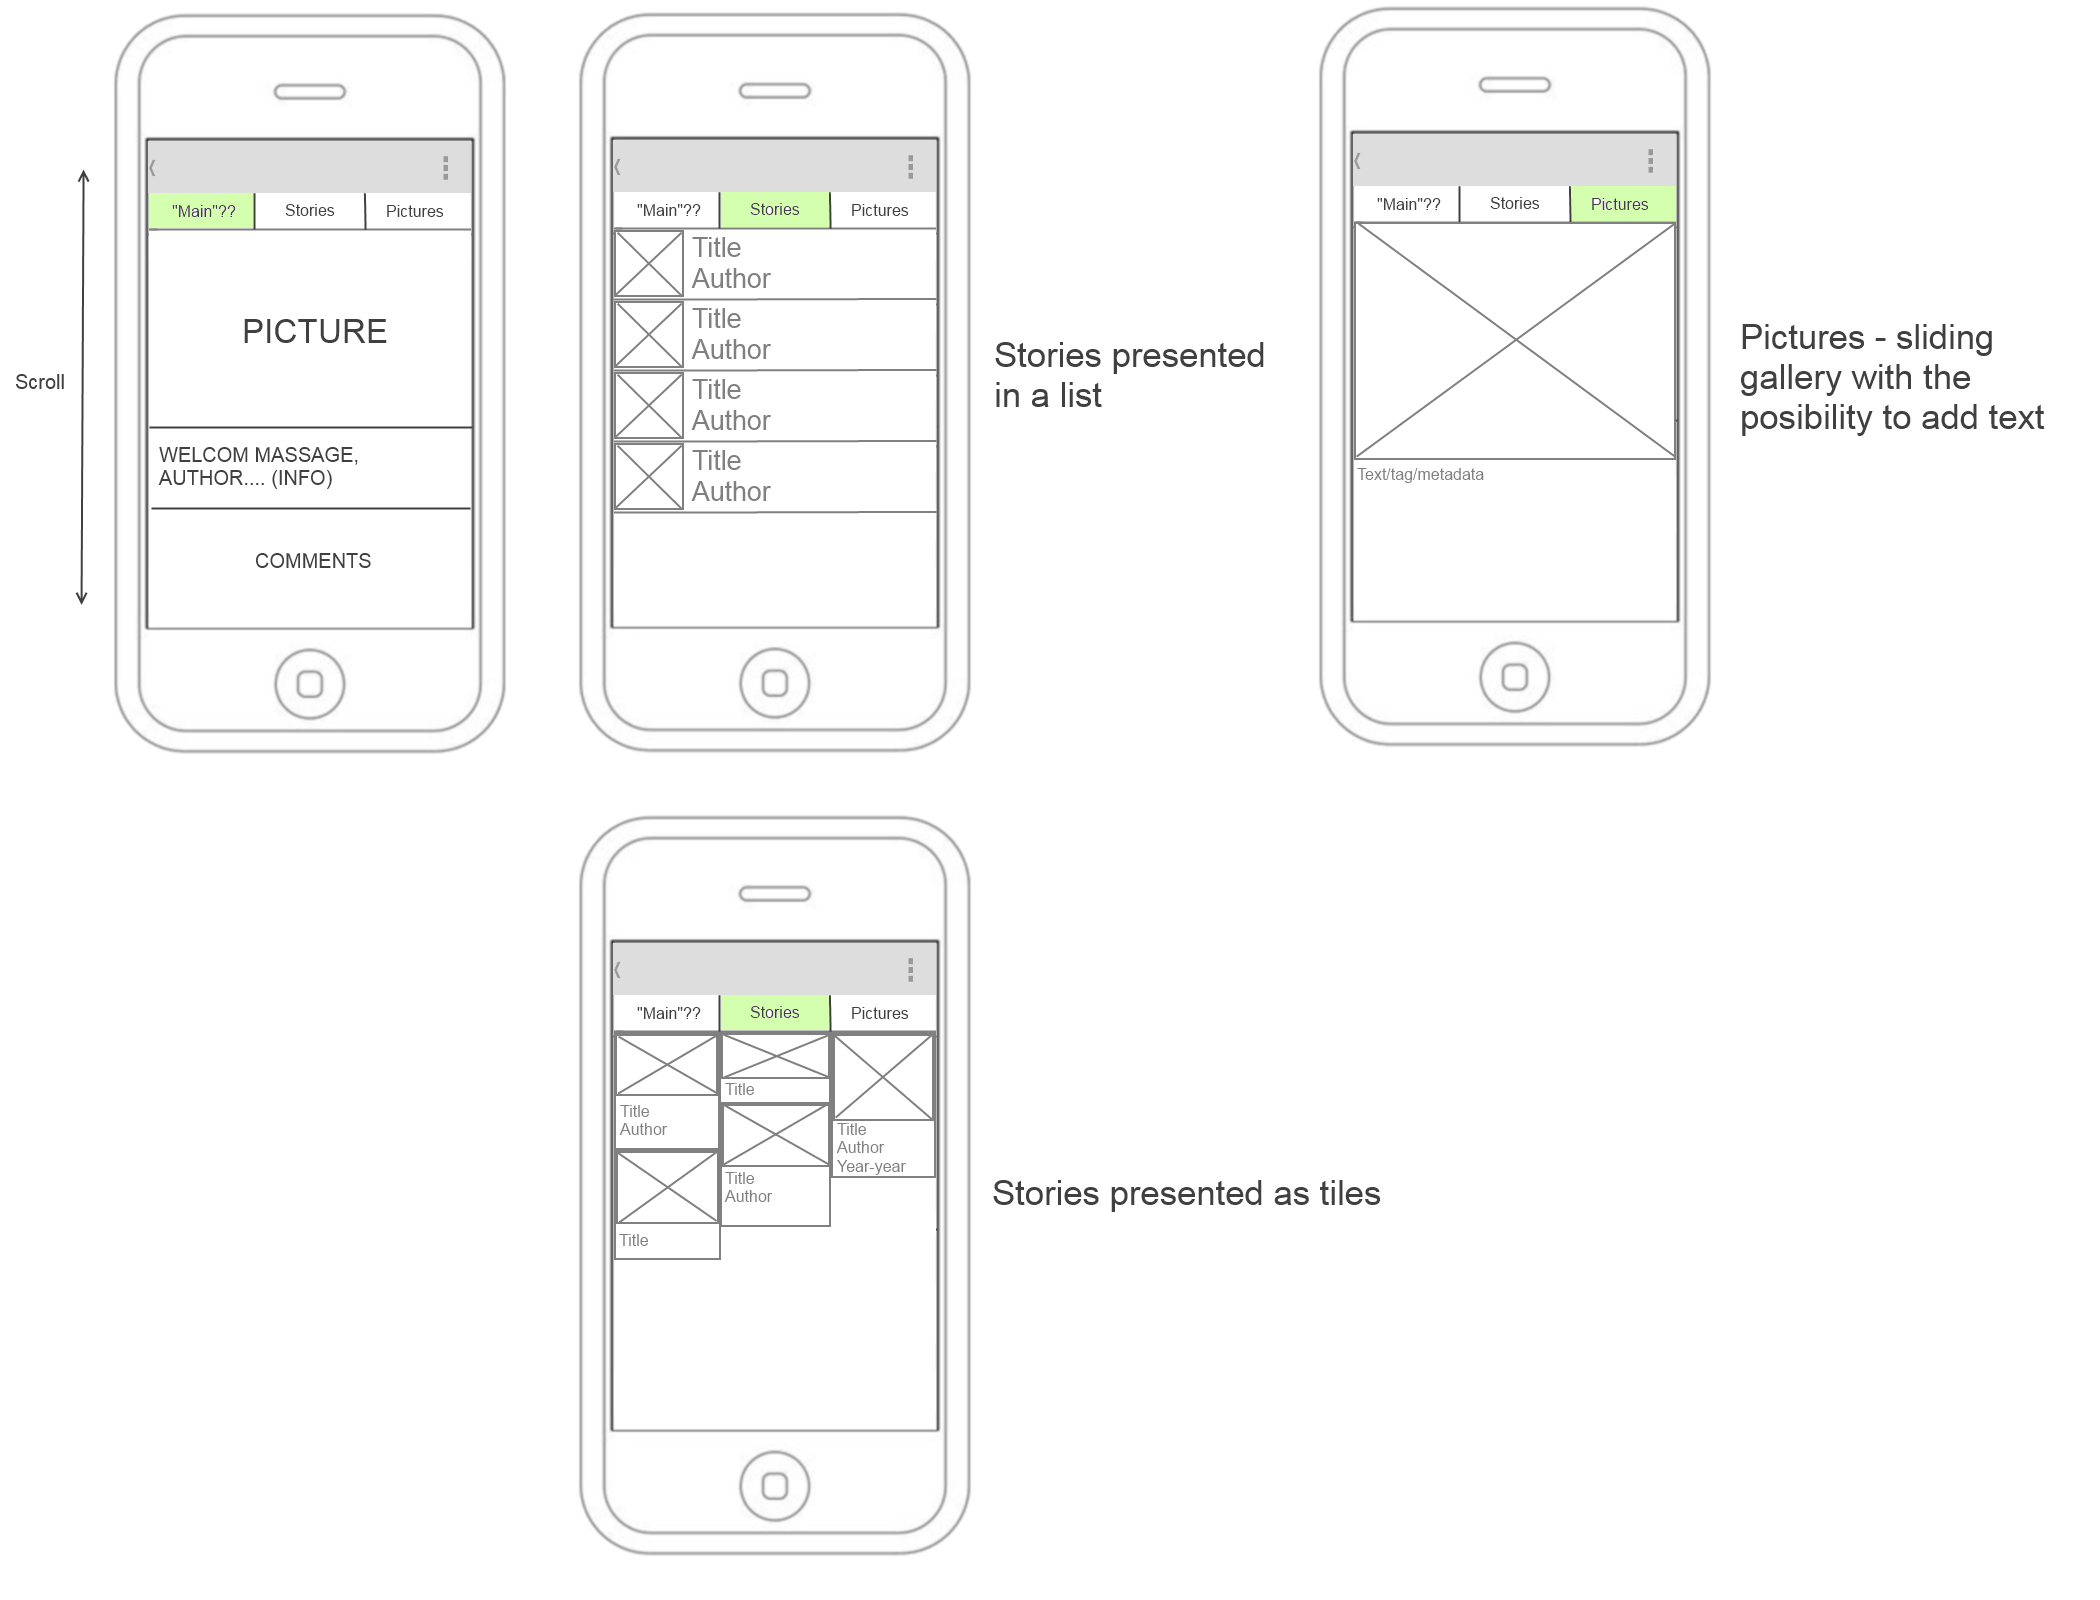 Scroll
"Main"??
Stories
Pictures
PICTURE
WELCOM MASSAGE,
AUTHOR.... (INFO)
COMMENTS
"Main"??
Stories
Pictures
Title
Author
Title
Author
Title
Author
Title
Author
Stories presented
in a list
"Main"??
Stories
Pictures
Text/tag/metadata
Pictures - sliding
gallery with the
posibility to add text
"Main"??
Stories
Pictures
Title
Author
Title
Title
Title
Author
Title
Author
Year-year
Stories presented as tiles